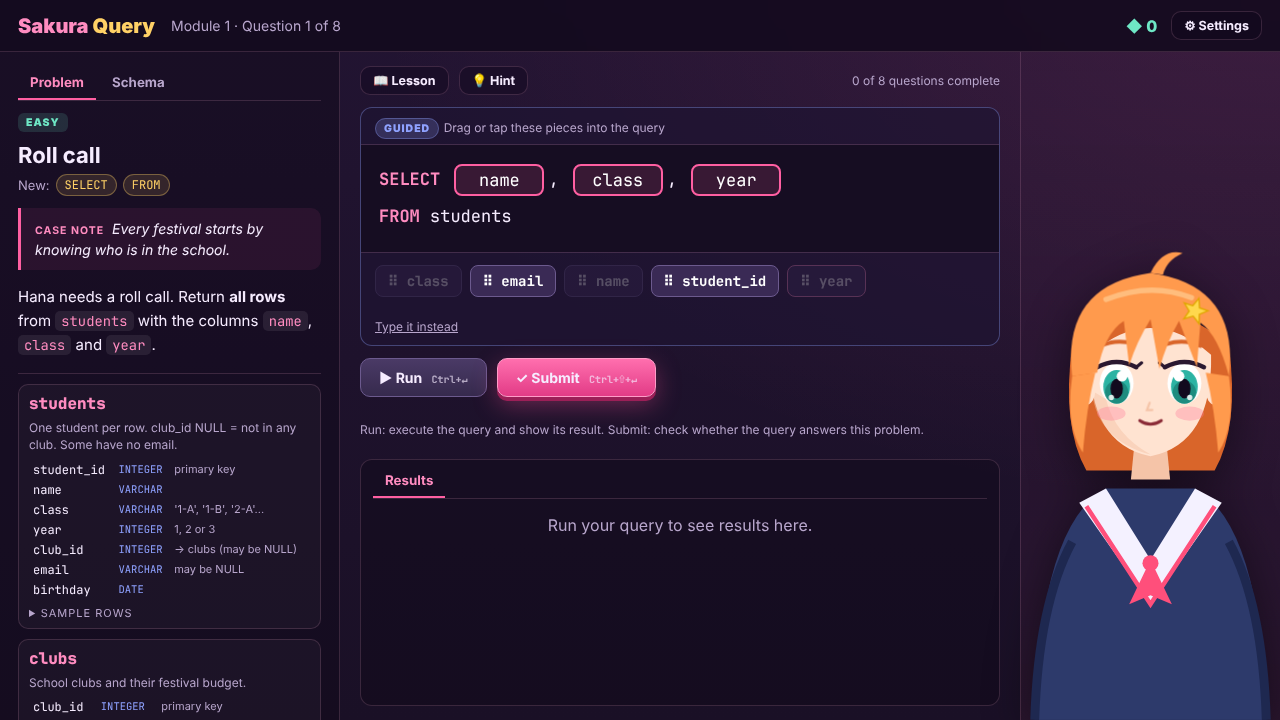 Sakura Query Module 1 · Question 1 of 8
0 ⚙ Settings
Problem Schema
EASY
Roll call
New: SELECT FROM
CASE NOTE Every festival starts by
knowing who is in the school.
Hana needs a roll call. Return all rows
from students with the columns name,
class and year.
students
One student per row. club_id NULL = not in any
club. Some have no email.
student_id INTEGER primary key
name VARCHAR
class VARCHAR '1-A', '1-B', '2-A'...
year INTEGER 1, 2 or 3
club_id INTEGER → clubs (may be NULL)
email VARCHAR may be NULL
birthday DATE
▶ SAMPLE ROWS
clubs
School clubs and their festival budget.
club_id INTEGER primary key
📖 Lesson 💡 Hint 0 of 8 questions complete
GUIDED Drag or tap these pieces into the query
SELECT name , class , year
FROM students
⠿ class ⠿ email ⠿ name ⠿ student_id ⠿ year
Type it instead
▶ Run Ctrl+↵ ✓ Submit Ctrl+⇧+↵
Run: execute the query and show its result. Submit: check whether the query answers this problem.
Results
Run your query to see results here.